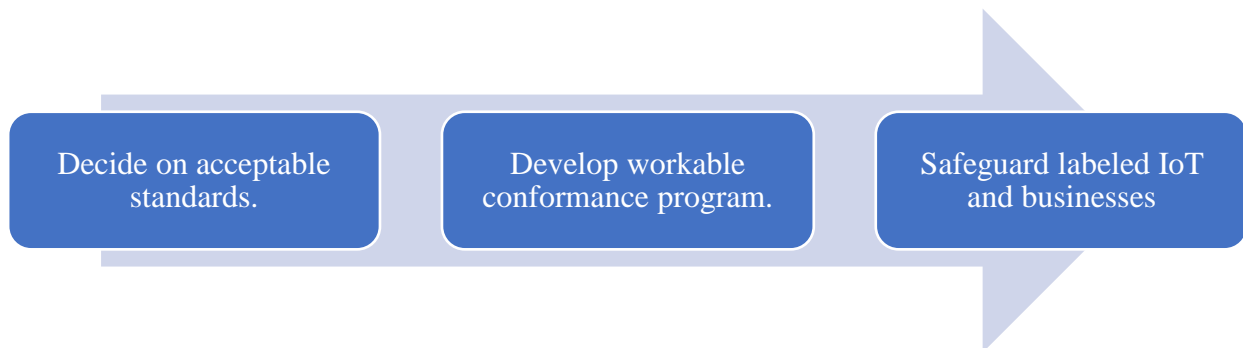 Decide on acceptable
standards.
Develop workable
conformance program.
Safeguard labeled IoT
and businesses